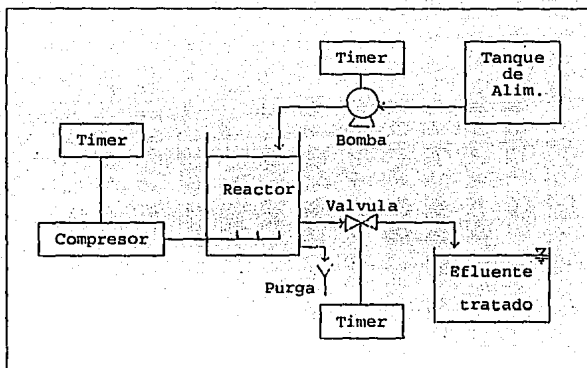 Timer
Tanque
de
Alim.
Bomba
Timer
Reactor
Valvula
Compresor
Purga
Efluente
tratado
Timer